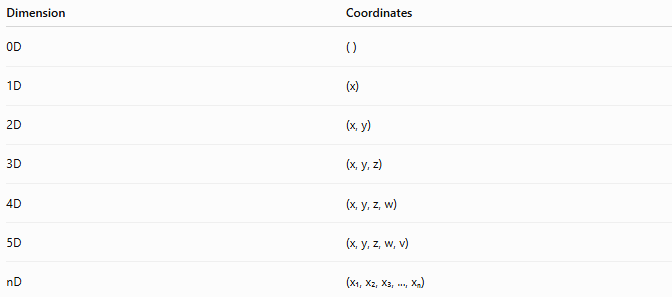 Dimension Coordinates
0D ( )
1D (x)
2D (x, y)
3D (x, y, z)
4D (x, y, z, w)
5D (x, y, z, w, v)
nD (x₁, x₂, x₃, ..., xₙ)